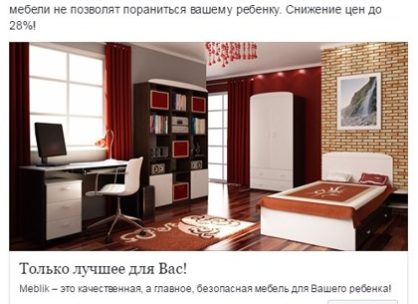 мебели не позволят пораниться вашему ребенку. Снижение цен до
28%!
Только лучшее для Вас!
Meblik – это качественная, а главное, безопасная мебель для Вашего ребенка!